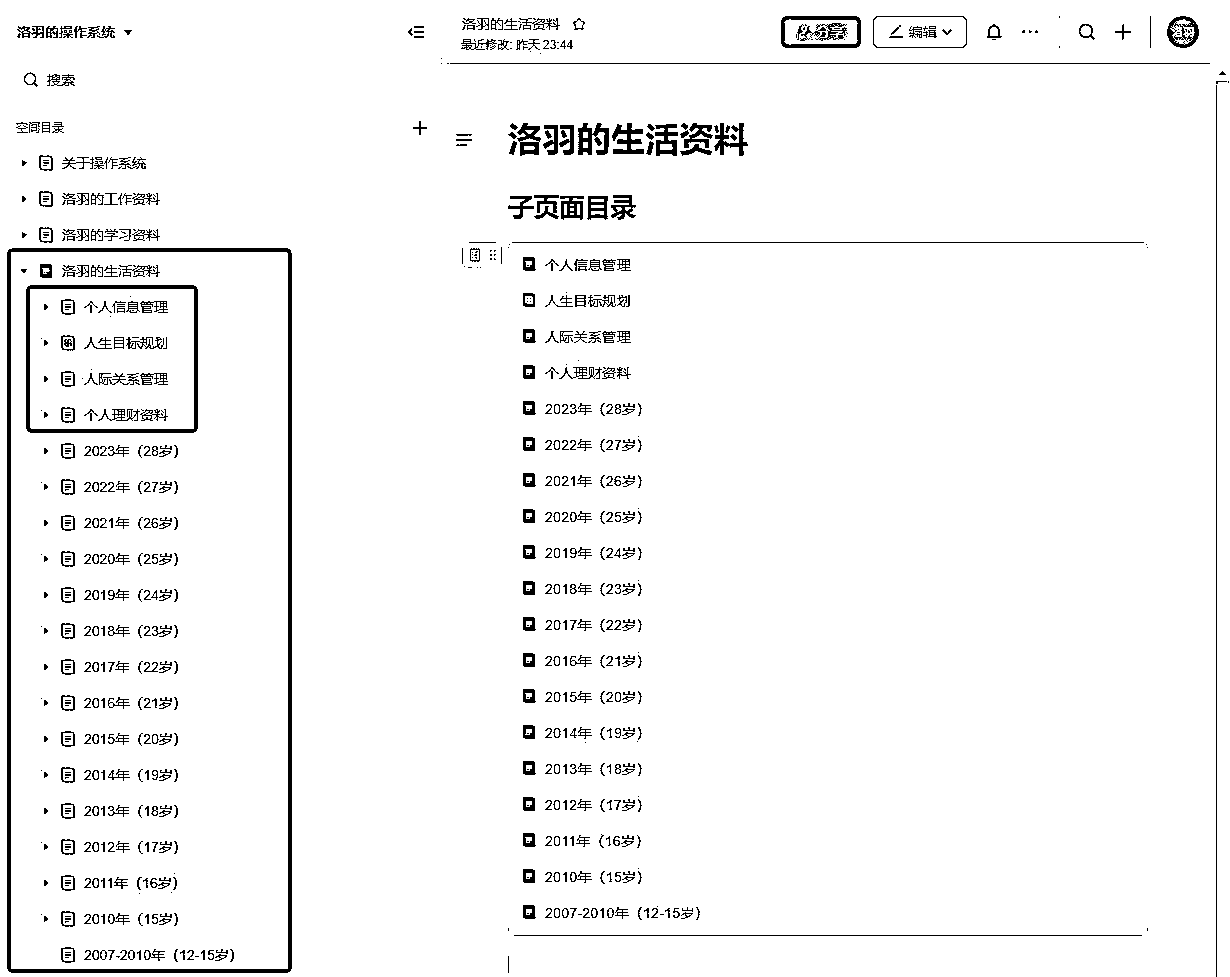 洛羽的操作系统
搜索
空间目录
关于操作系统
洛羽的工作资料
洛羽的学习资料
洛羽的生活资料
个人信息管理
人生目标规划
人际关系管理
个人理财资料
2023年（28岁）
2022年（27岁）
2021年（26岁）
2020年（25岁）
2019年（24岁）
2018年（23岁）
2017年（22岁）
2016年（21岁）
2015年（20岁）
2014年（19岁）
2013年（18岁）
2012年（17岁）
2011年（16岁）
2010年（15岁）
2007-2010年（12-15岁）
洛羽的生活资料
最近修改: 昨天 23:44
分享
编辑
洛羽
洛羽的生活资料
子页面目录
个人信息管理
人生目标规划
人际关系管理
个人理财资料
2023年（28岁）
2022年（27岁）
2021年（26岁）
2020年（25岁）
2019年（24岁）
2018年（23岁）
2017年（22岁）
2016年（21岁）
2015年（20岁）
2014年（19岁）
2013年（18岁）
2012年（17岁）
2011年（16岁）
2010年（15岁）
2007-2010年（12-15岁）